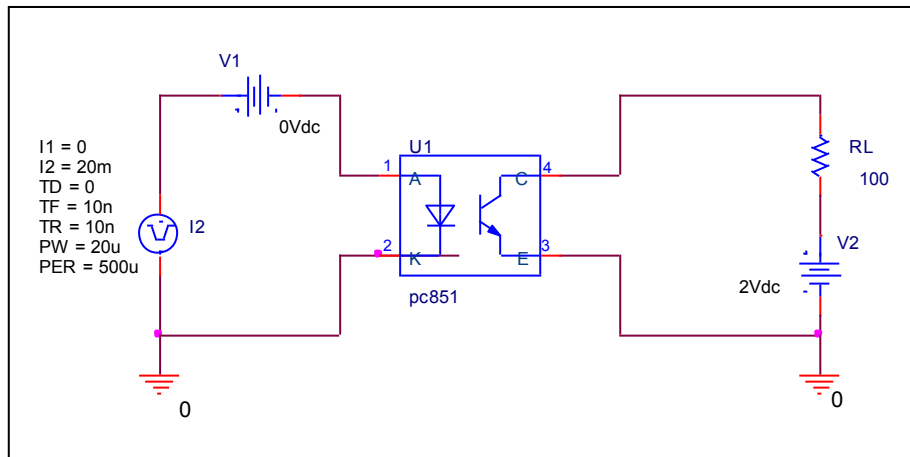 V1
0Vdc
I1 = 0
I2 = 20m
TD = 0
TF = 10n
TR = 10n
PW = 20u
PER = 500u
I2
0
U1
1
A
C
4
2
K
E
3
pc851
RL
100
V2
2Vdc
0